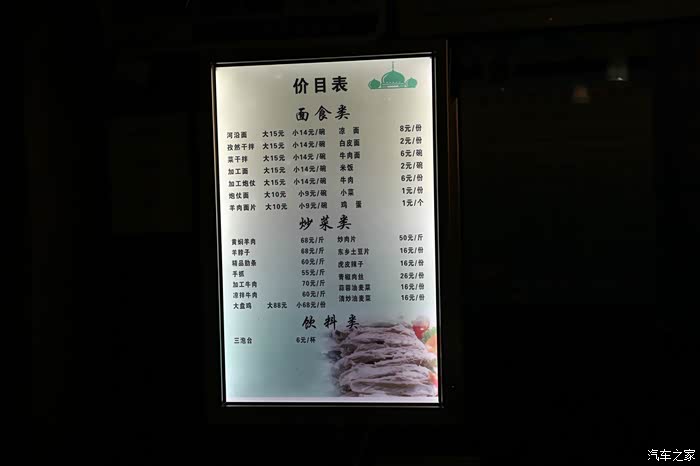 价目表
面食类
河沿面 大15元 小14元/碗 凉 面 8元/份
孜然干拌 大15元 小14元/碗 白皮面 2元/份
菜干拌 大15元 小14元/碗 牛肉面 6元/碗
加工面 大15元 小14元/碗 米饭 2元/碗
加工炮仗 大15元 小14元/碗 牛肉 6元/份
炮仗面 大10元 小9元/碗 小菜 1元/份
羊肉面片 大10元 小9元/碗 鸡 蛋 1元/个
炒菜类
黄焖羊肉 68元/斤 炒肉片 50元/斤
羊脖子 68元/斤 东乡土豆片 16元/份
精品肋条 60元/斤 虎皮辣子 16元/份
手抓 55元/斤 青椒肉丝 26元/份
加工牛肉 70元/斤 蒜蓉油麦菜 16元/份
凉拌牛肉 60元/斤 清炒油麦菜 16元/份
大盘鸡 大88元 小68元/份
饮料类
三泡台 6元/杯
汽车之家